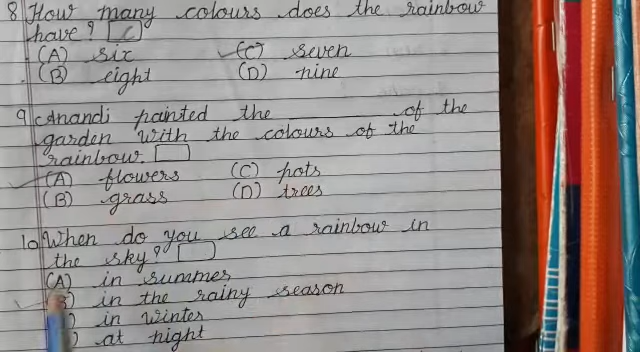 8 How many colours does the rainbow
have? [C]
(A) six (C) seven
(B) eight (D) nine
9 Anandi painted the ________ of the
garden with the colours of the
rainbow.
(A) flowers (C) pots
(B) grass (D) trees
10 When do you see a rainbow in
the sky?
(A) in summer
(B) in the rainy season
) in winter
) at night